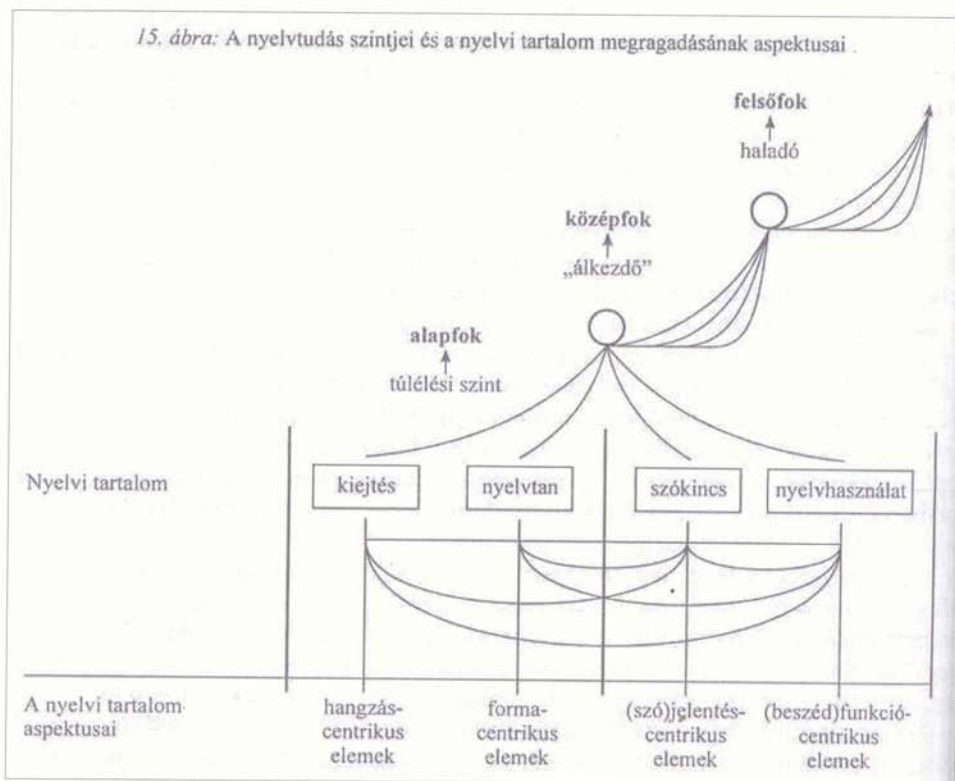 15. ábra: A nyelvtudás szintjei és a nyelvi tartalom megragadásának aspektusai
felsőfok
haladó
középfok
„álkezdő”
alapfok
túlélési szint
Nyelvi tartalom
kiejtés
nyelvtan
szókincs
nyelvhasználat
A nyelvi tartalom
aspektusai
hangzás-
centrikus
elemek
forma-
centrikus
elemek
(szó)jelentés-
centrikus
elemek
(beszéd)funkció-
centrikus
elemek